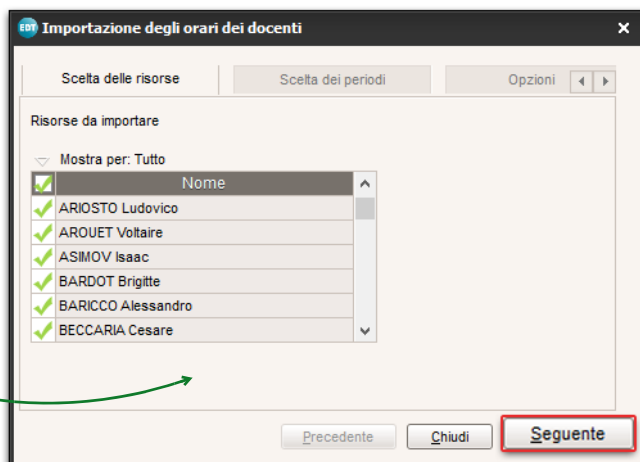 EDT Importazione degli orari dei docenti
Scelta delle risorse Scelta dei periodi Opzioni
Risorse da importare
Mostra per: Tutto
Nome
ARIOSTO Ludovico
AROUET Voltaire
ASIMOV Isaac
BARDOT Brigitte
BARICCO Alessandro
BECCARIA Cesare
Precedente Chiudi Seguente